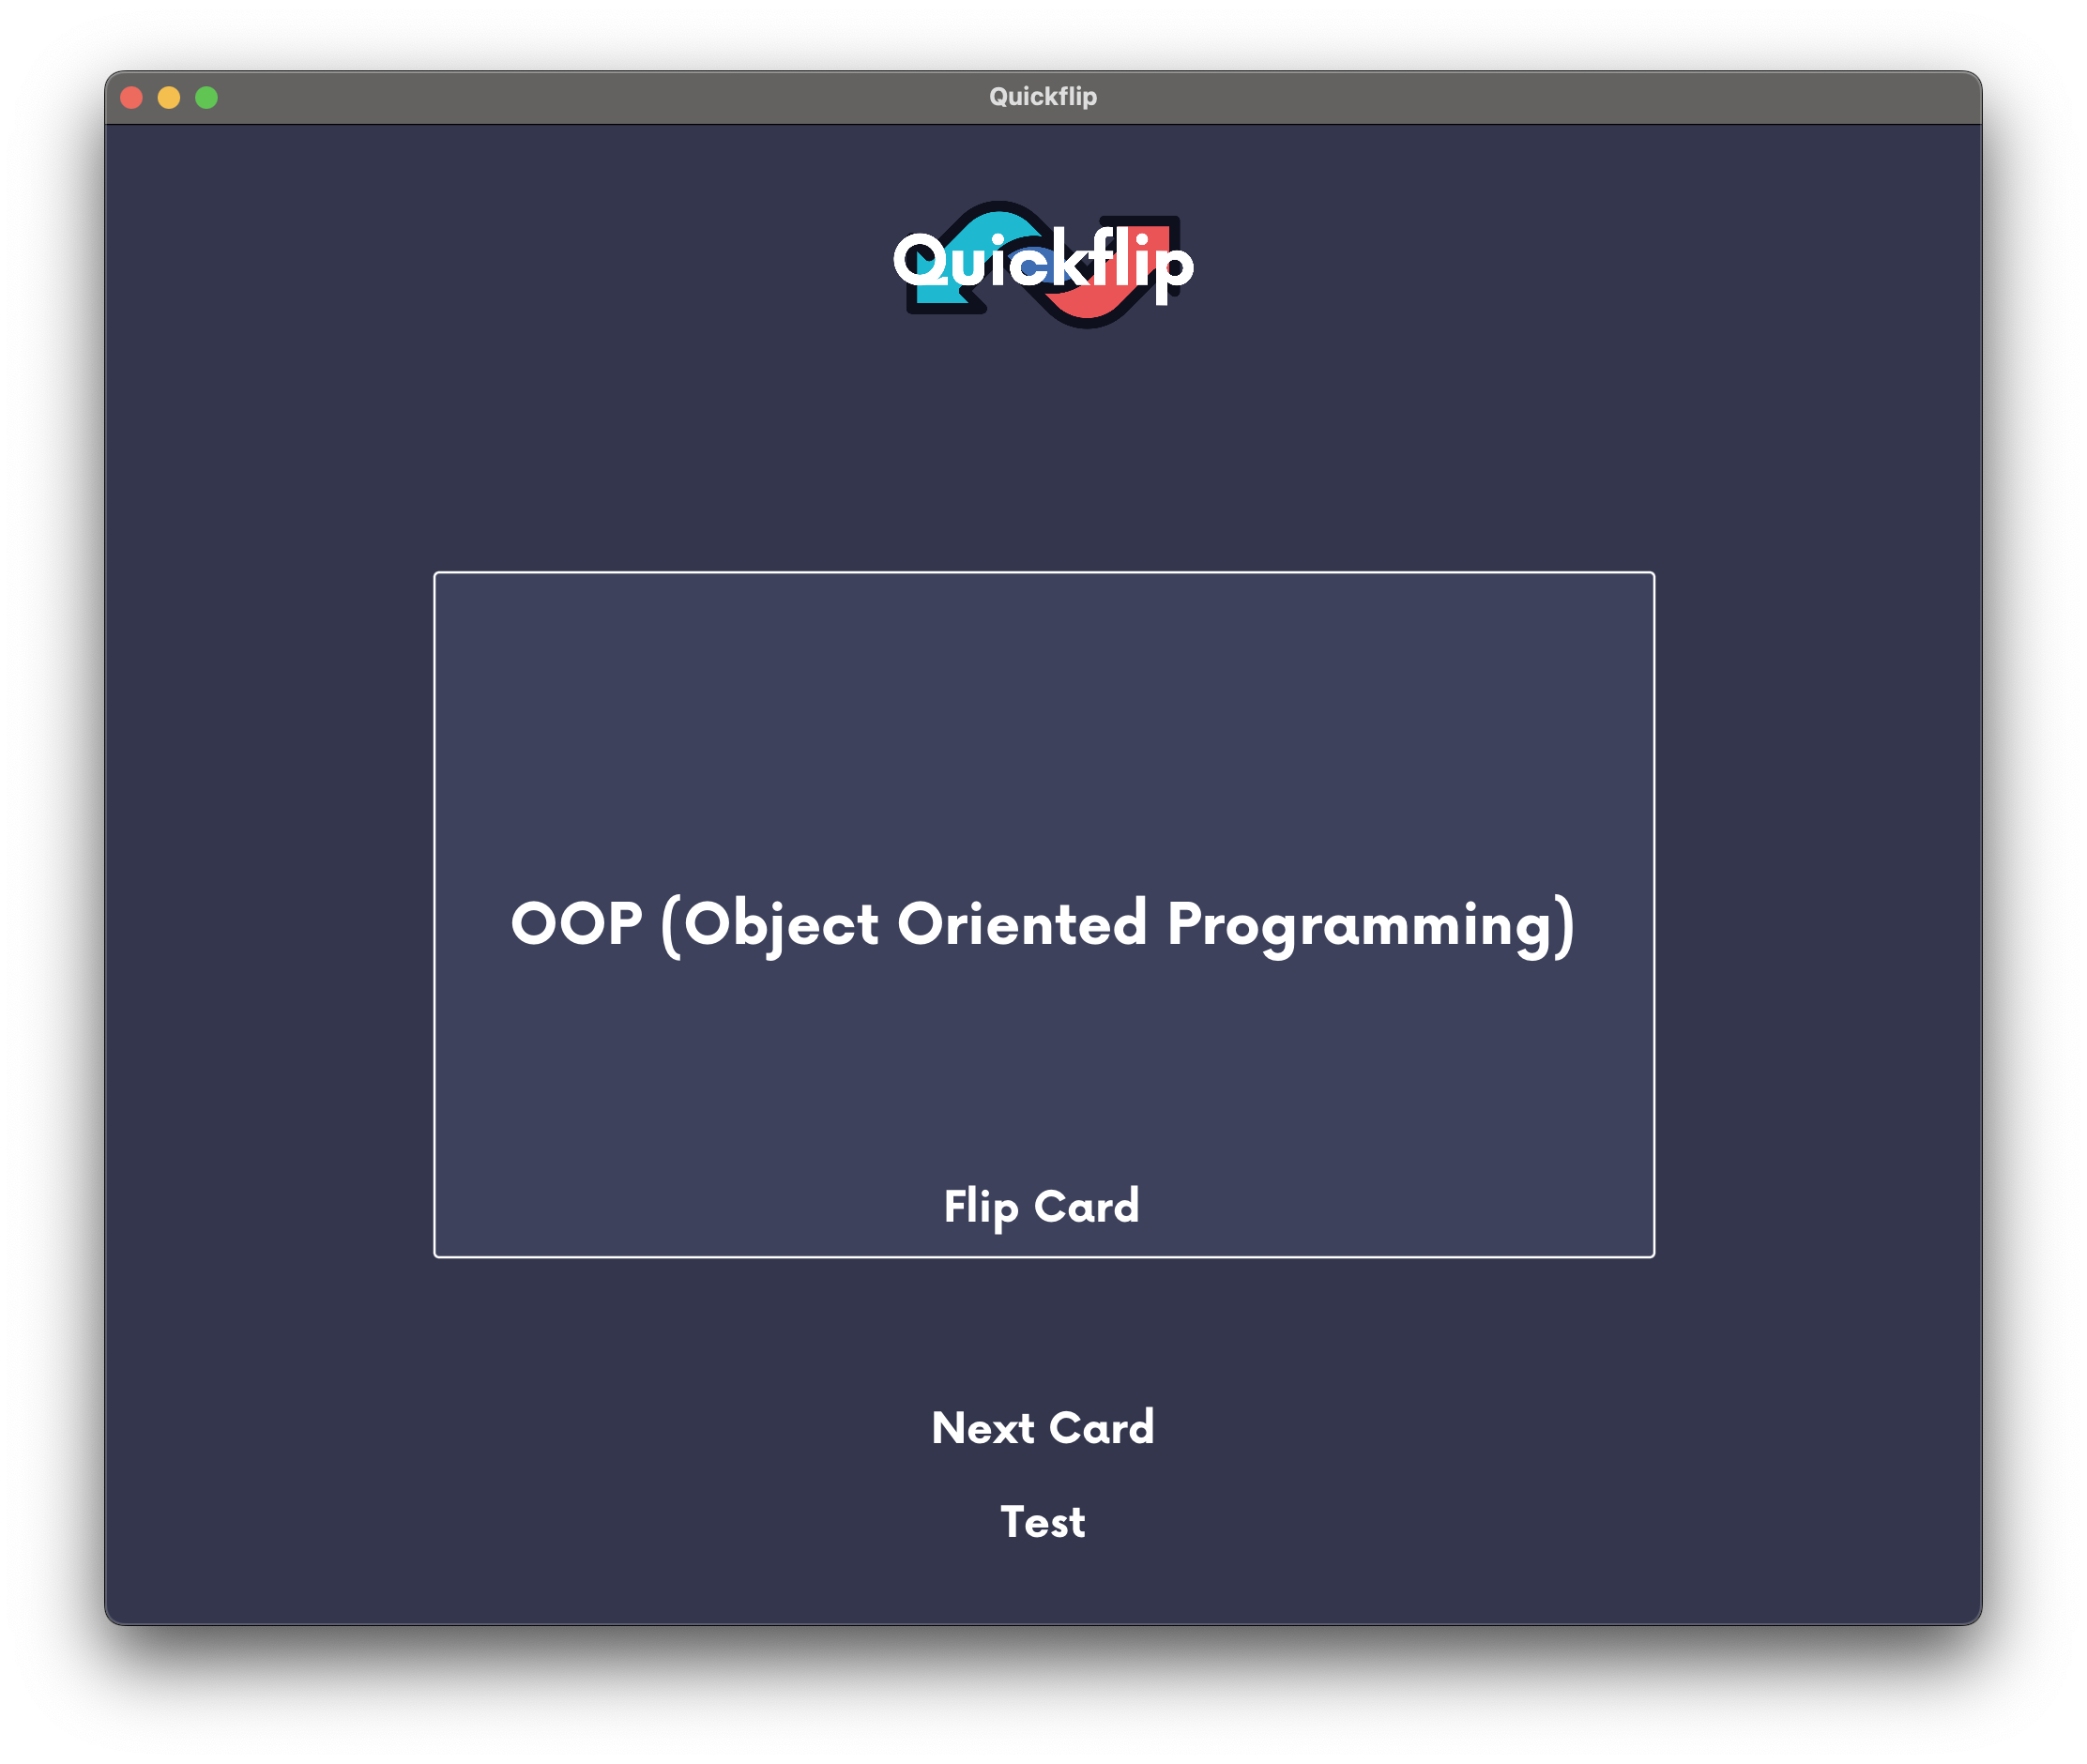 Quickflip
Quickflip
OOP (Object Oriented Programming)
Flip Card
Next Card
Test